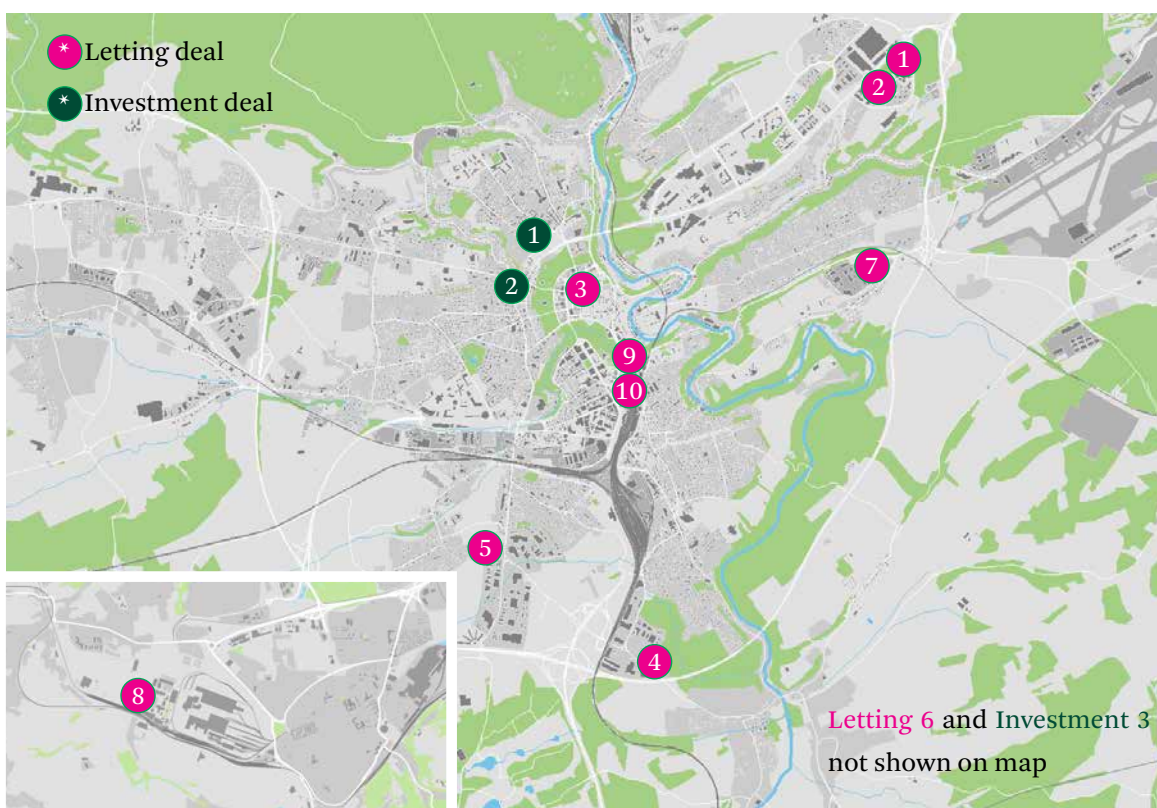 * Letting deal
* Investment deal
1
2
1
2
3
7
9
10
5
4
8
Letting 6 and Investment 3
not shown on map